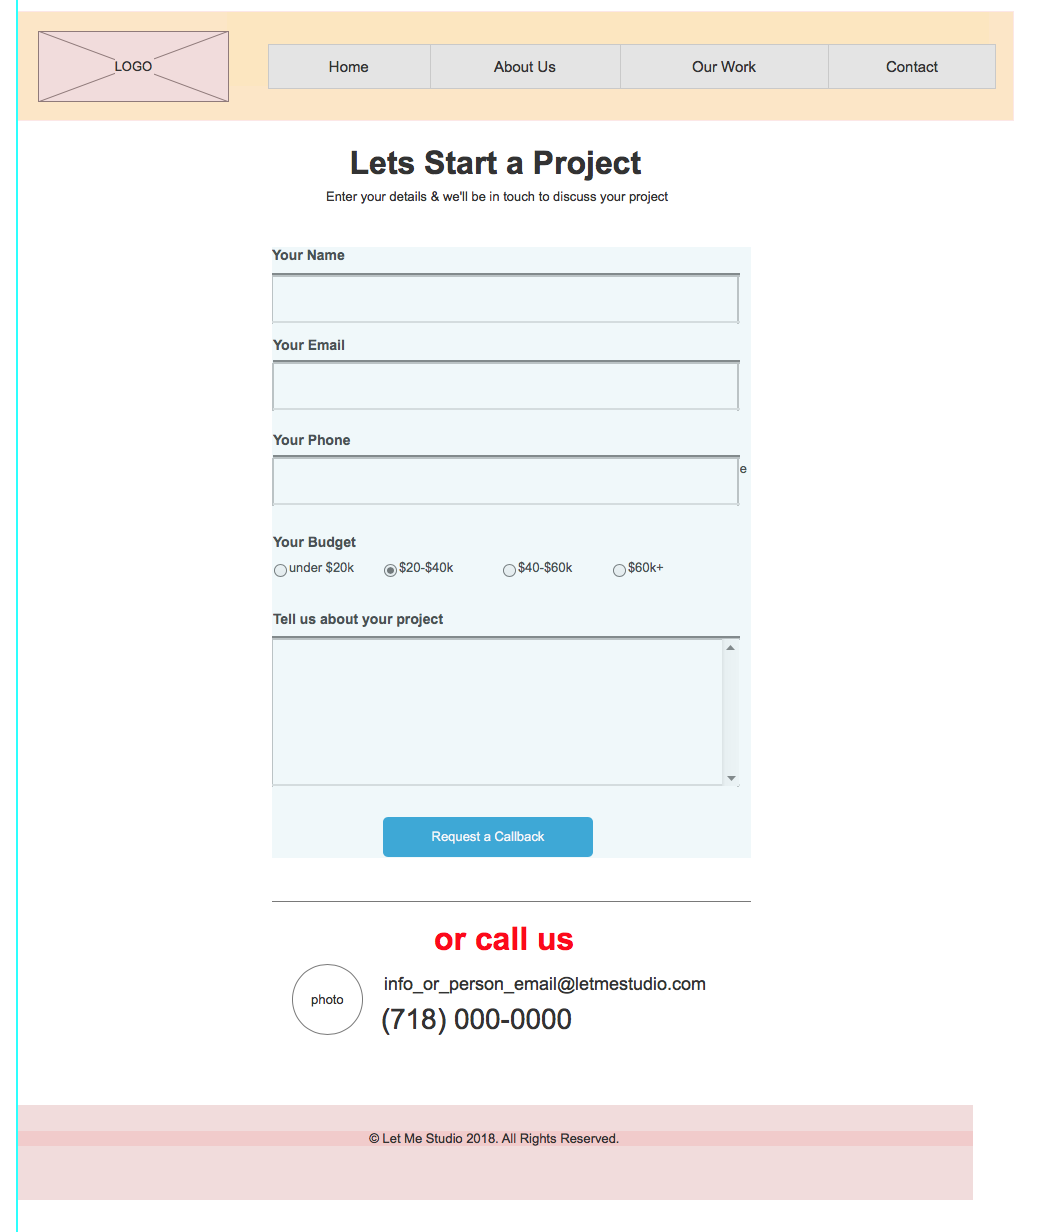 LOGO
Home About Us Our Work Contact
Lets Start a Project
Enter your details & we'll be in touch to discuss your project
Your Name
Your Email
Your Phone
e
Your Budget
under $20k $20-$40k $40-$60k $60k+
Tell us about your project
Request a Callback
or call us
photo
info_or_person_email@letmestudio.com
(718) 000-0000
© Let Me Studio 2018. All Rights Reserved.